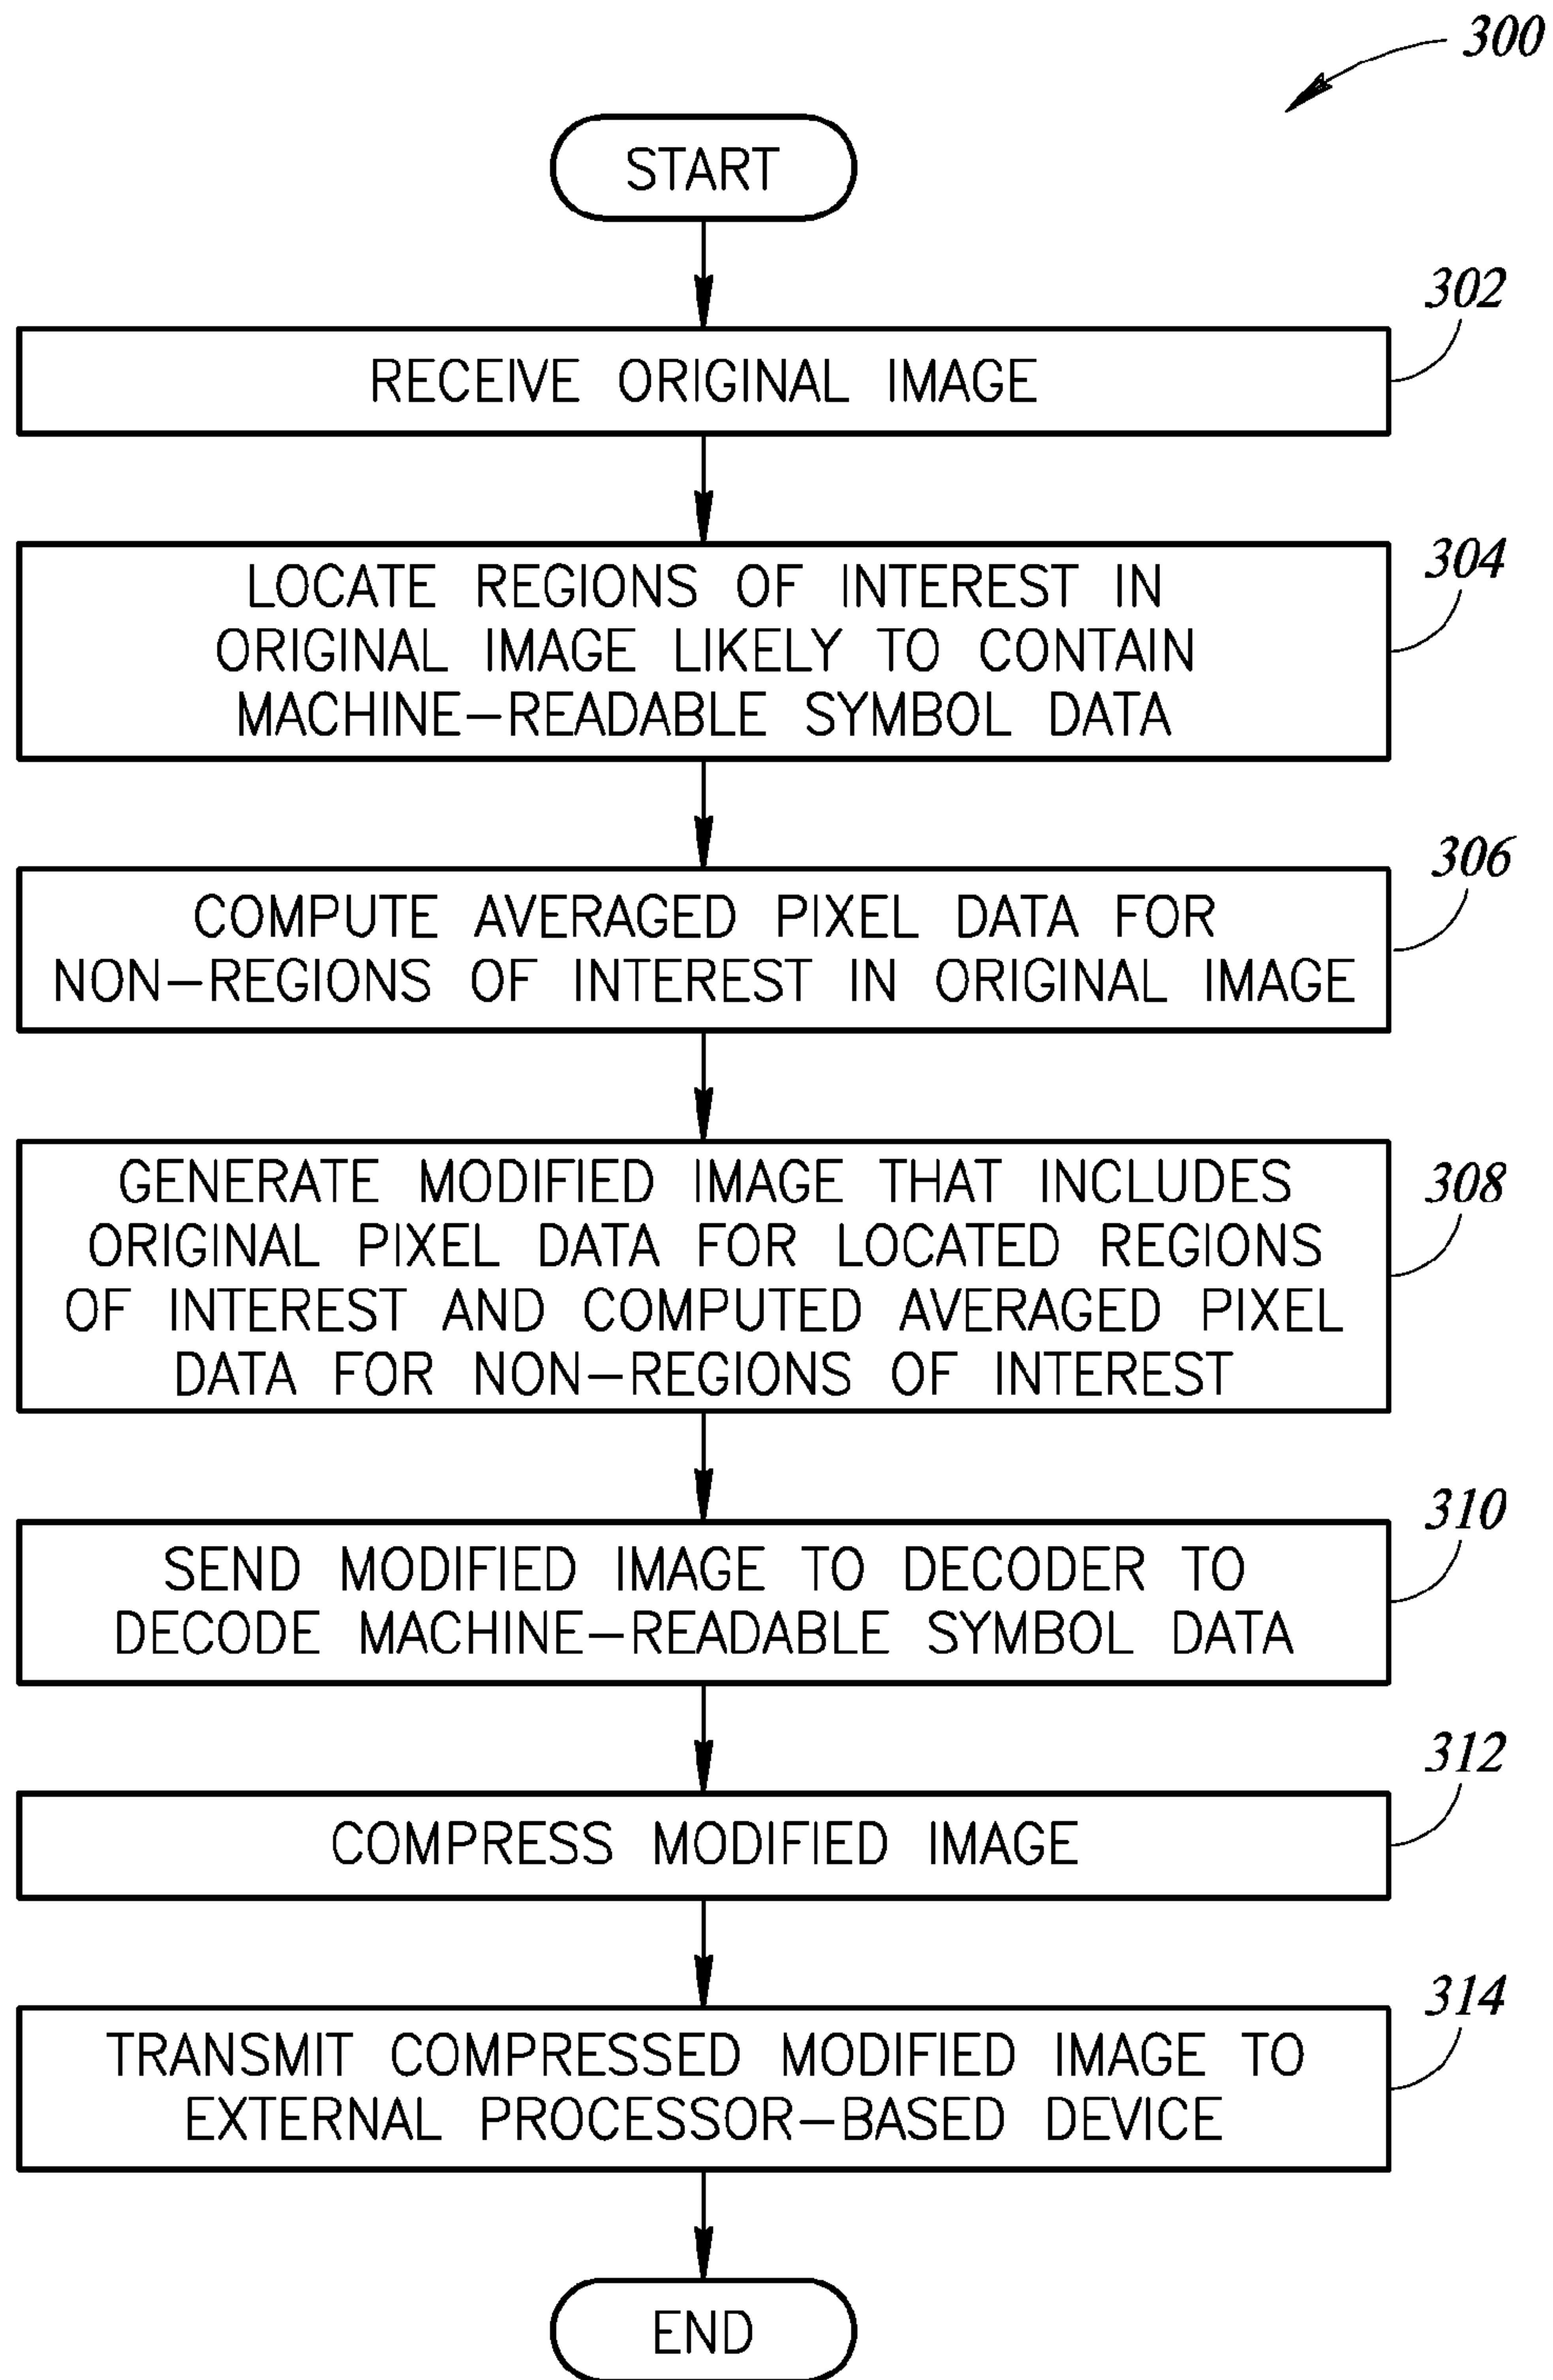 300
START
302
RECEIVE ORIGINAL IMAGE
304
LOCATE REGIONS OF INTEREST IN
ORIGINAL IMAGE LIKELY TO CONTAIN
MACHINE-READABLE SYMBOL DATA
306
COMPUTE AVERAGED PIXEL DATA FOR
NON-REGIONS OF INTEREST IN ORIGINAL IMAGE
308
GENERATE MODIFIED IMAGE THAT INCLUDES
ORIGINAL PIXEL DATA FOR LOCATED REGIONS
OF INTEREST AND COMPUTED AVERAGED PIXEL
DATA FOR NON-REGIONS OF INTEREST
310
SEND MODIFIED IMAGE TO DECODER TO
DECODE MACHINE-READABLE SYMBOL DATA
312
COMPRESS MODIFIED IMAGE
314
TRANSMIT COMPRESSED MODIFIED IMAGE TO
EXTERNAL PROCESSOR-BASED DEVICE
END